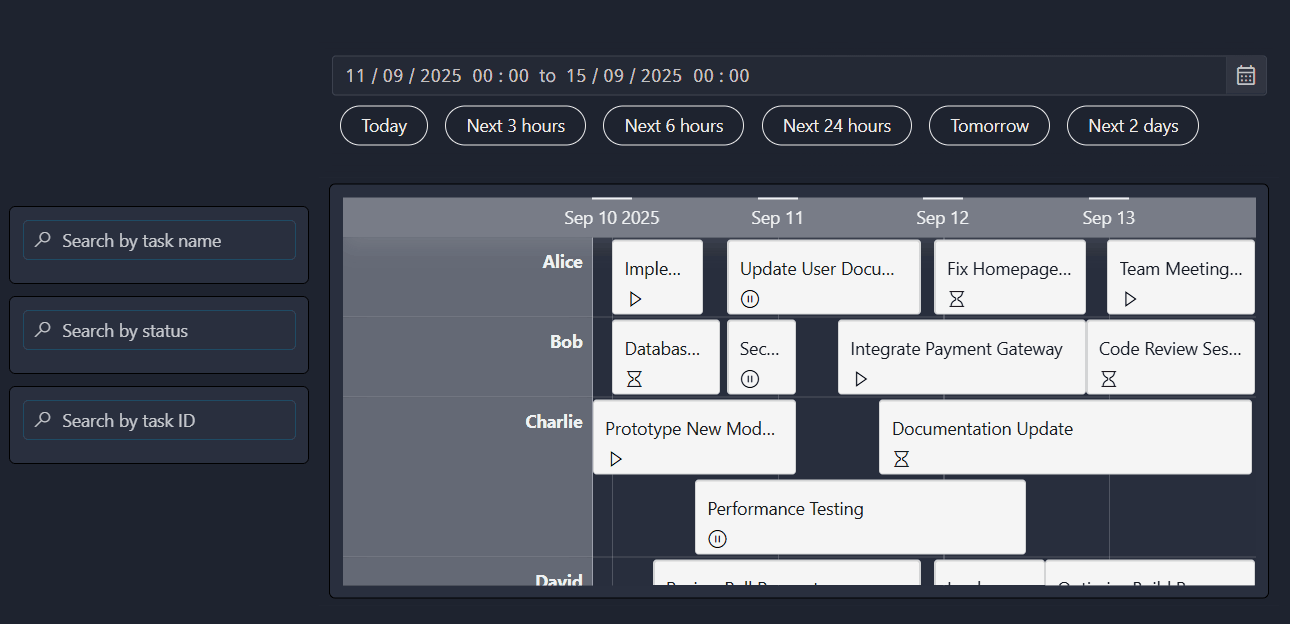 11 / 09 / 2025 00 : 00 to 15 / 09 / 2025 00 : 00
Today Next 3 hours Next 6 hours Next 24 hours Tomorrow Next 2 days
Search by task name
Search by status
Search by task ID
Sep 10 2025 Sep 11 Sep 12 Sep 13
Alice
Imple... Update User Docu... Fix Homepage... Team Meeting...
Bob
Databas... Sec... Integrate Payment Gateway Code Review Ses...
Charlie
Prototype New Mod... Documentation Update
Performance Testing
David